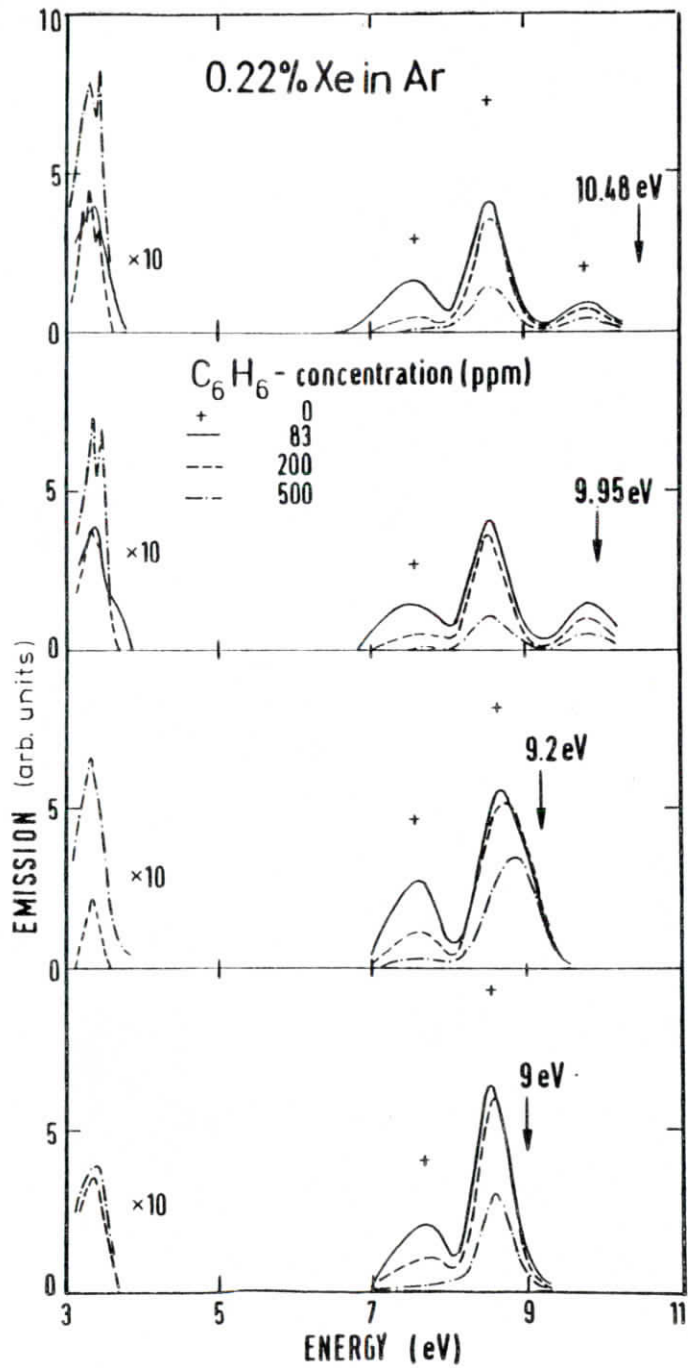 10
0.22% Xe in Ar
+
5
10.48 eV
+
+
×10
0
C6H6 - concentration (ppm)
+ 0
83
200
500
5
9.95 eV
×10
+
0
+
9.2 eV
5
+
×10
0
+
9 eV
5
+
×10
0
3 5 7 9 11
ENERGY (eV)
EMISSION (arb. units)